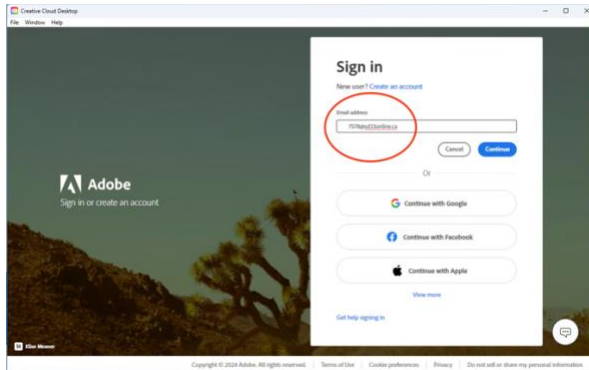 Creative Cloud Desktop
File Window Help
Sign in
New user? Create an account
Email address
Cancel
Continue
Or
Adobe
Sign in or create an account
Continue with Google
Continue with Facebook
Continue with Apple
View more
Get help signing in
Copyright © 2024 Adobe. All rights reserved. Terms of Use Cookie preferences Privacy Do not sell or share my personal information